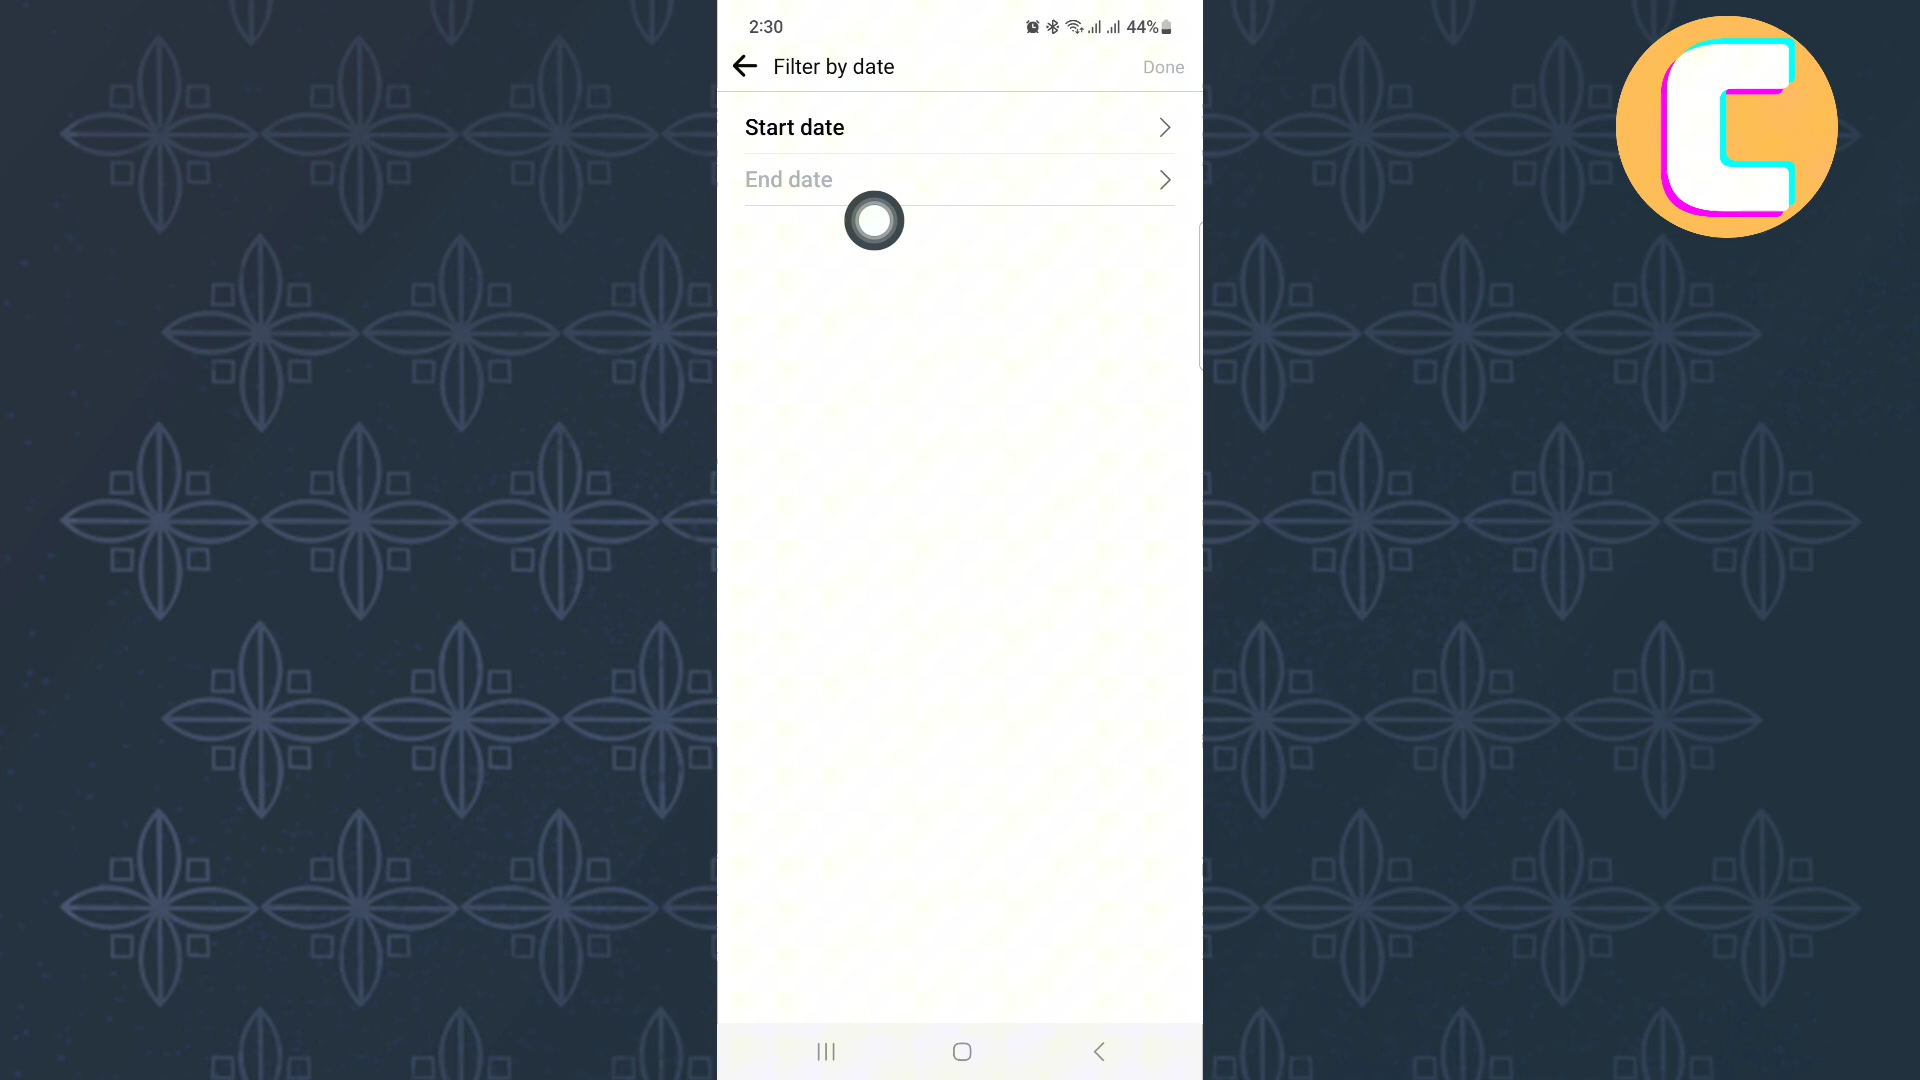 2:30 44%
Filter by date Done
Start date
End date
C